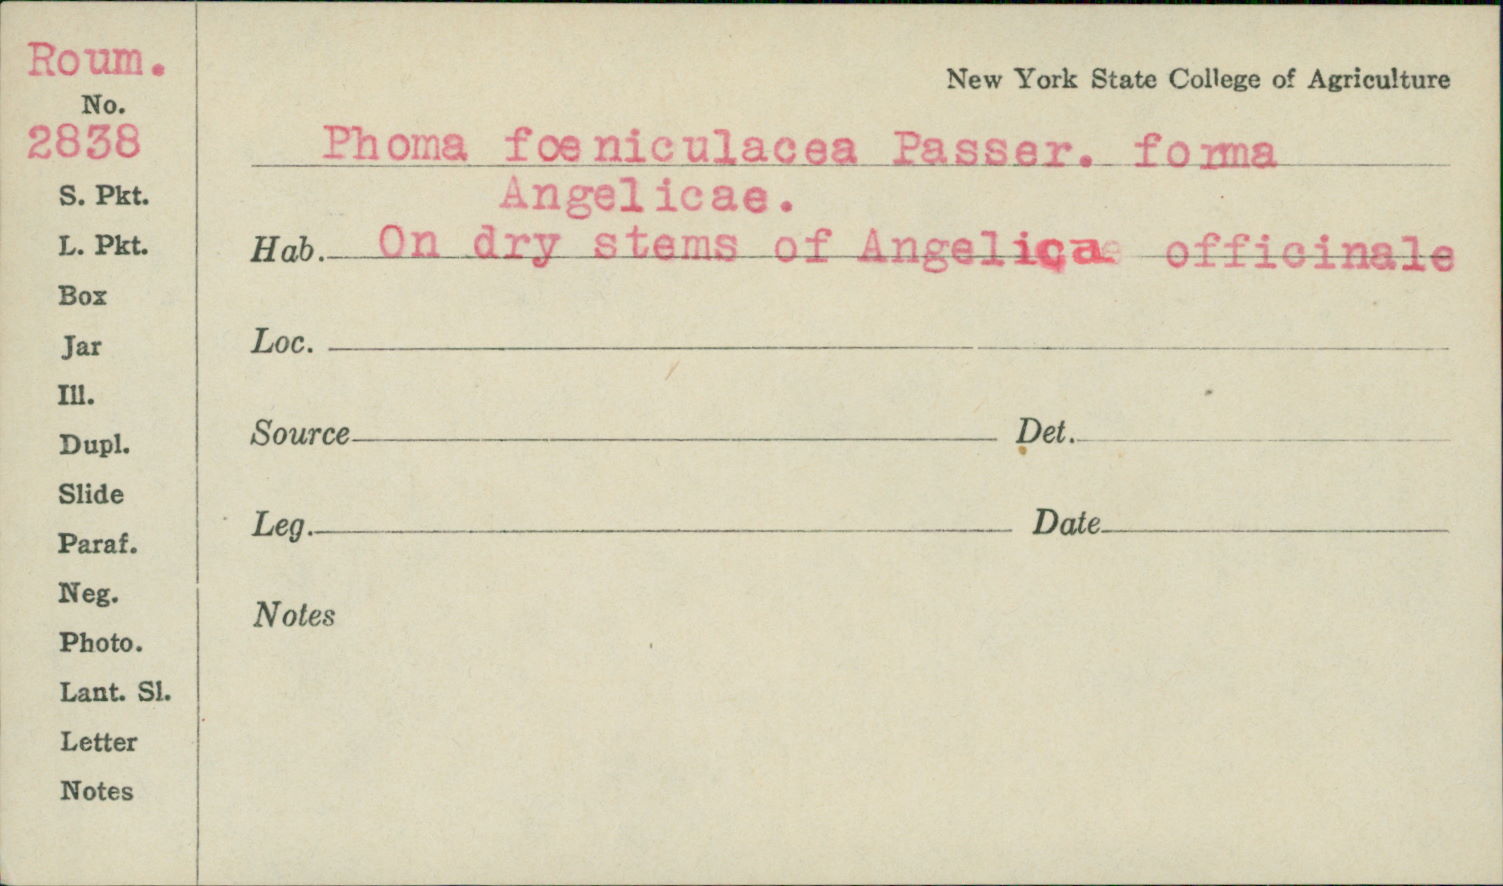 Roum.
No.
2838
S. Pkt.
L. Pkt.
Box
Jar
Ill.
Dupl.
Slide
Paraf.
Neg.
Photo.
Lant. Sl.
Letter
Notes
New York State College of Agriculture
Phoma fœniculacea Passer. forma
Angelicae.
Hab. On dry stems of Angelica officinale
Loc.
Source Det.
Leg. Date
Notes